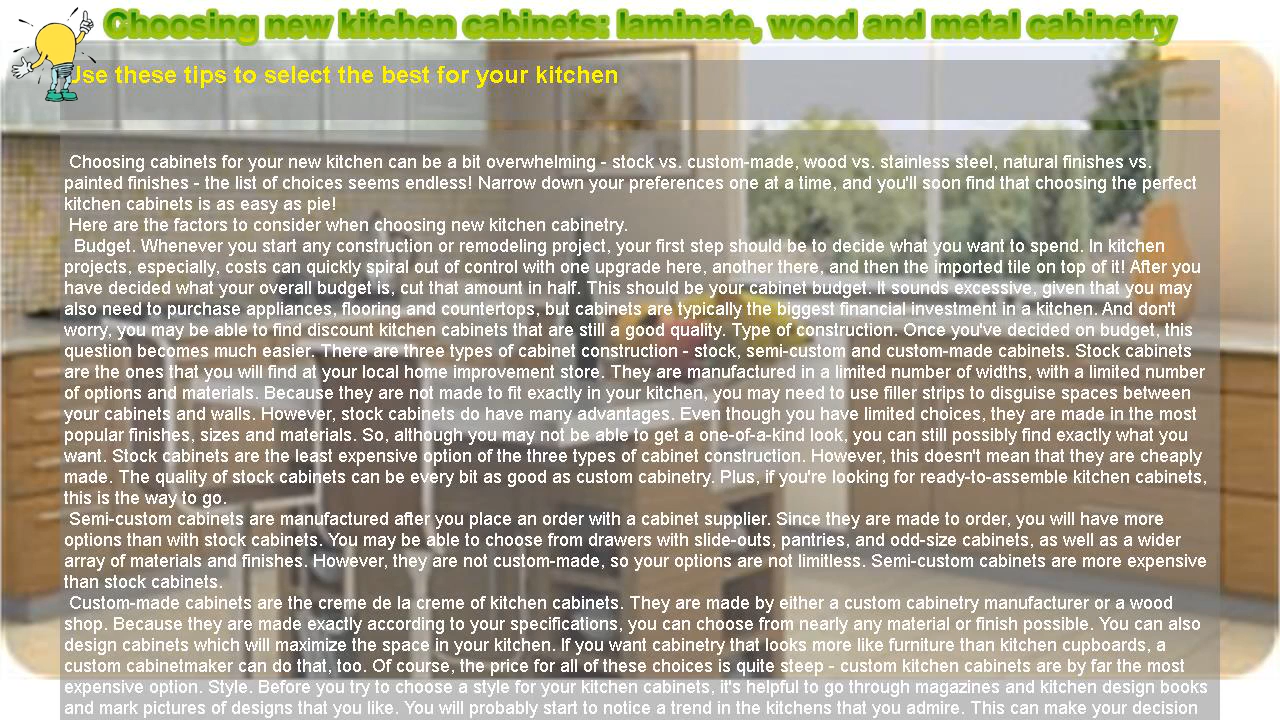 Choosing new kitchen cabinets: laminate, wood and metal cabinetry
Use these tips to select the best for your kitchen
Choosing cabinets for your new kitchen can be a bit overwhelming - stock vs. custom-made, wood vs. stainless steel, natural finishes vs.
painted finishes - the list of choices seems endless! Narrow down your preferences one at a time, and you'll soon find that choosing the perfect
kitchen cabinets is as easy as pie!
Here are the factors to consider when choosing new kitchen cabinetry.
Budget. Whenever you start any construction or remodeling project, your first step should be to decide what you want to spend. In kitchen
projects, especially, costs can quickly spiral out of control with one upgrade here, another there, and then the imported tile on top of it! After you
have decided what your overall budget is, cut that amount in half. This should be your cabinet budget. It sounds excessive, given that you may
also need to purchase appliances, flooring and countertops, but cabinets are typically the biggest financial investment in a kitchen. And don't
worry, you may be able to find discount kitchen cabinets that are still a good quality. Type of construction. Once you've decided on budget, this
question becomes much easier. There are three types of cabinet construction - stock, semi-custom and custom-made cabinets. Stock cabinets
are the ones that you will find at your local home improvement store. They are manufactured in a limited number of widths, with a limited number
of options and materials. Because they are not made to fit exactly in your kitchen, you may need to use filler strips to disguise spaces between
your cabinets and walls. However, stock cabinets do have many advantages. Even though you have limited choices, they are made in the most
popular finishes, sizes and materials. So, although you may not be able to get a one-of-a-kind look, you can still possibly find exactly what you
want. Stock cabinets are the least expensive option of the three types of cabinet construction. However, this doesn't mean that they are cheaply
made. The quality of stock cabinets can be every bit as good as custom cabinetry. Plus, if you're looking for ready-to-assemble kitchen cabinets,
this is the way to go.
Semi-custom cabinets are manufactured after you place an order with a cabinet supplier. Since they are made to order, you will have more
options than with stock cabinets. You may be able to choose from drawers with slide-outs, pantries, and odd-size cabinets, as well as a wider
array of materials and finishes. However, they are not custom-made, so your options are not limitless. Semi-custom cabinets are more expensive
than stock cabinets.
Custom-made cabinets are the creme de la creme of kitchen cabinets. They are made by either a custom cabinetry manufacturer or a wood
shop. Because they are made exactly according to your specifications, you can choose from nearly any material or finish possible. You can also
design cabinets which will maximize the space in your kitchen. If you want cabinetry that looks more like furniture than kitchen cupboards, a
custom cabinetmaker can do that, too. Of course, the price for all of these choices is quite steep - custom kitchen cabinets are by far the most
expensive option. Style. Before you try to choose a style for your kitchen cabinets, it's helpful to go through magazines and kitchen design books
and mark pictures of designs that you like. You will probably start to notice a trend in the kitchens that you admire. This can make your decision